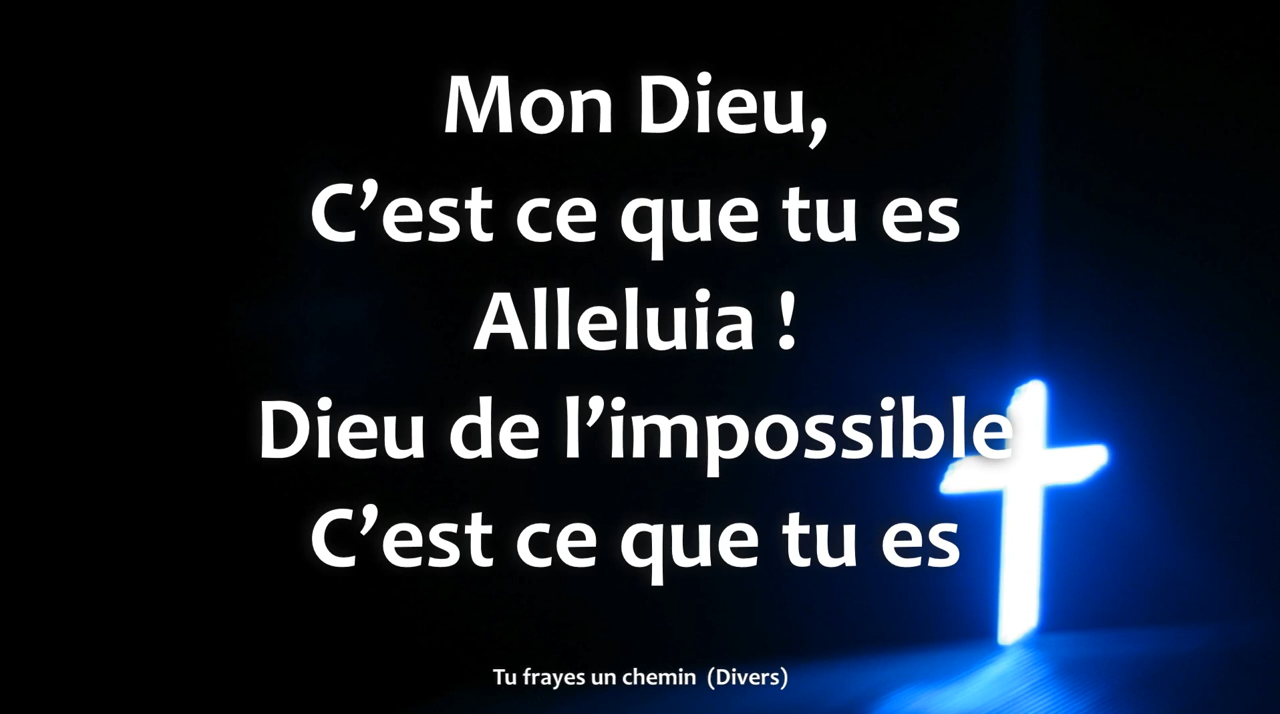 Mon Dieu,
C’est ce que tu es
Alleluia !
Dieu de l’impossible
C’est ce que tu es
Tu frayes un chemin (Divers)